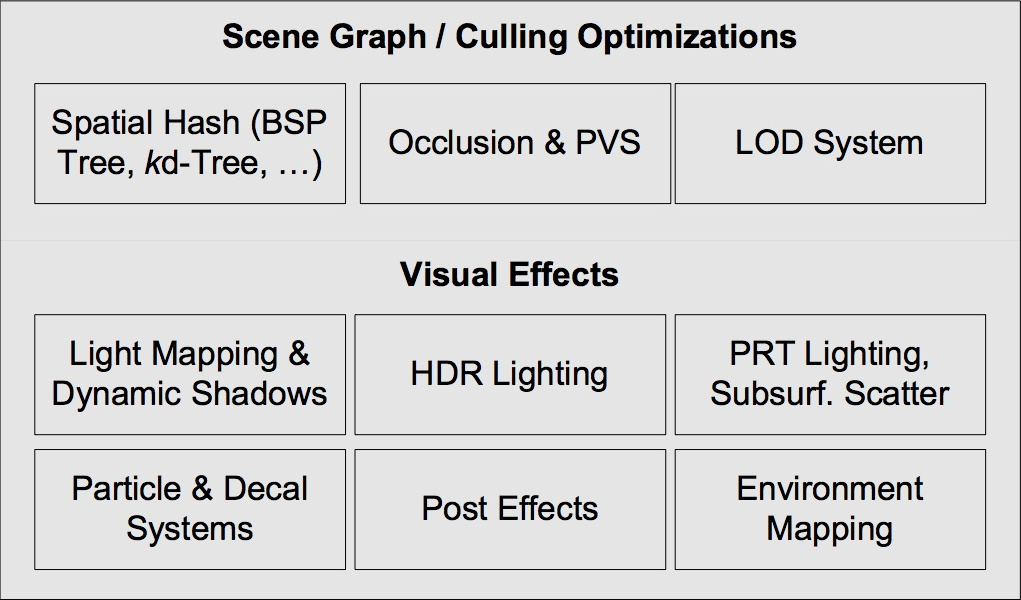 Scene Graph / Culling Optimizations
Spatial Hash (BSP
Tree, kd-Tree, …)
Occlusion & PVS
LOD System
Visual Effects
Light Mapping &
Dynamic Shadows
HDR Lighting
PRT Lighting,
Subsurf. Scatter
Particle & Decal
Systems
Post Effects
Environment
Mapping